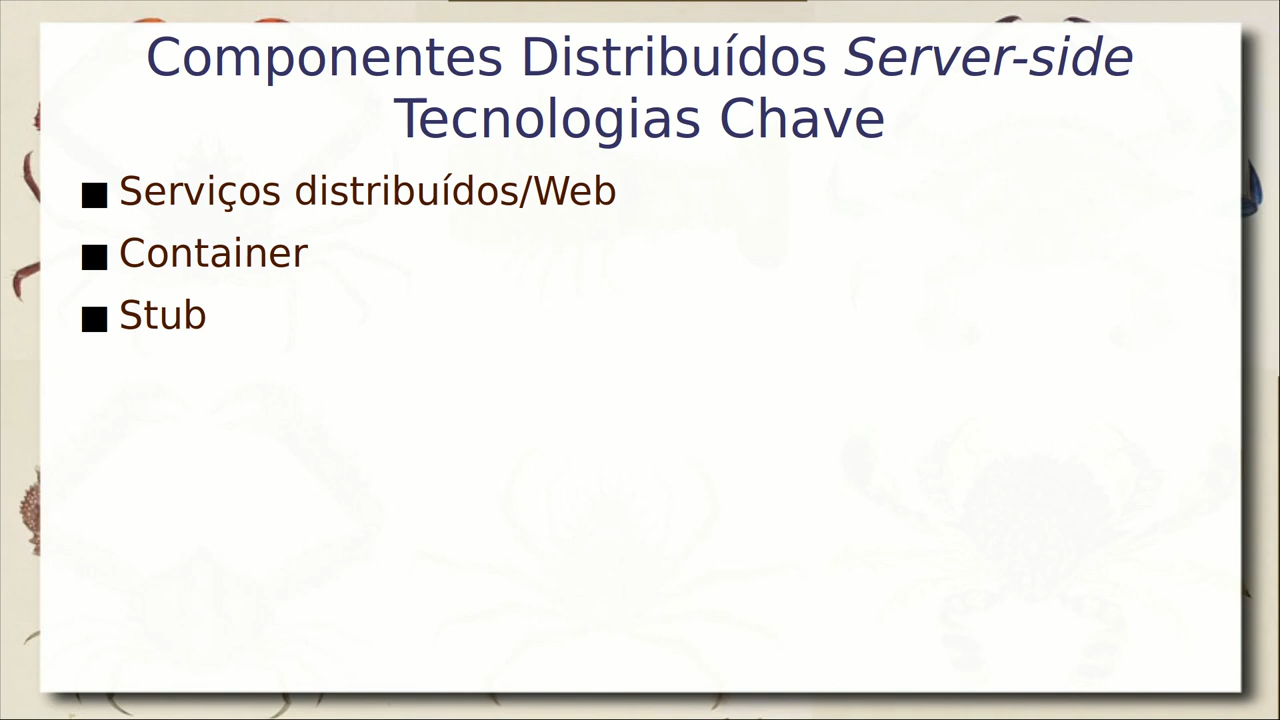 Componentes Distribuídos Server-side
Tecnologias Chave
■ Serviços distribuídos/Web
■ Container
■ Stub